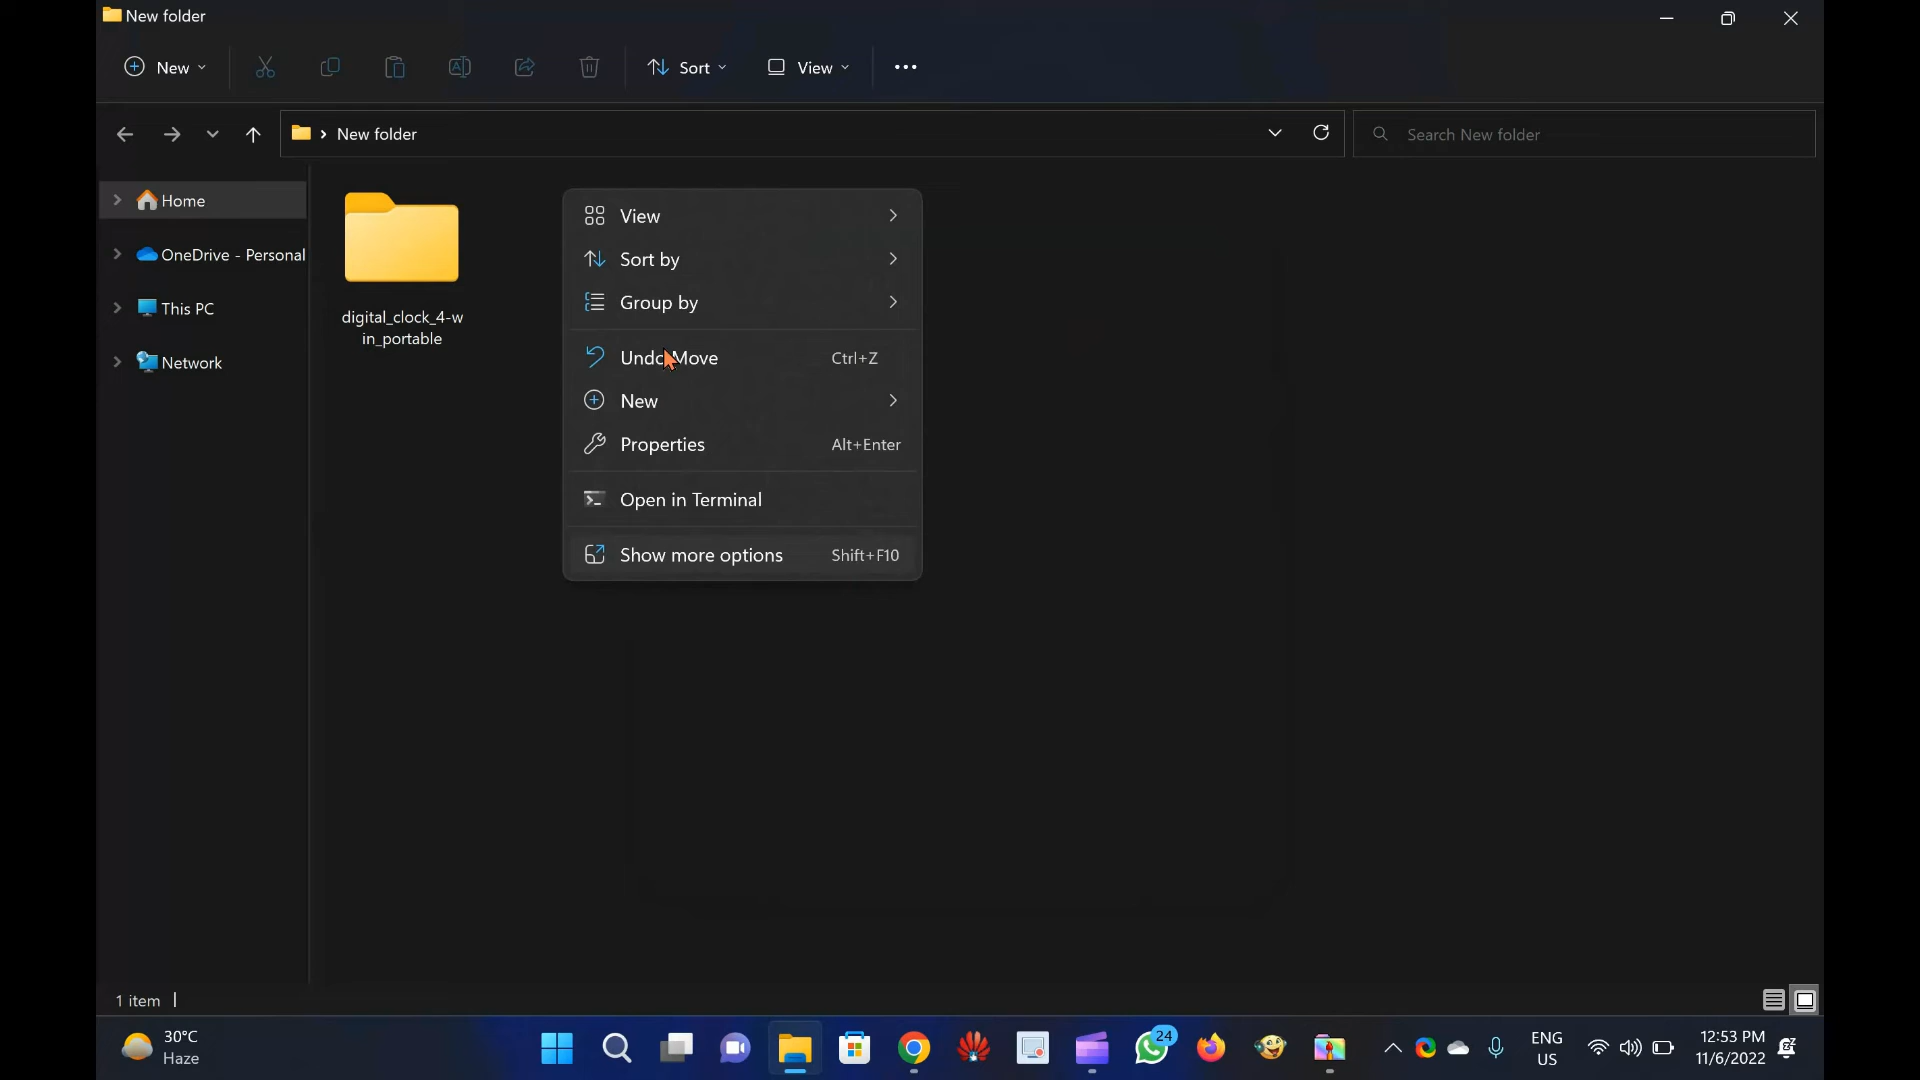 New folder
New
Sort
View
New folder
Search New folder
Home
OneDrive - Personal
This PC
Network
digital_clock_4-w
in_portable
View
Sort by
Group by
Undo Move Ctrl+Z
New
Properties Alt+Enter
Open in Terminal
Show more options Shift+F10
1 item
30°C
Haze
24
ENG
US
12:53 PM
11/6/2022